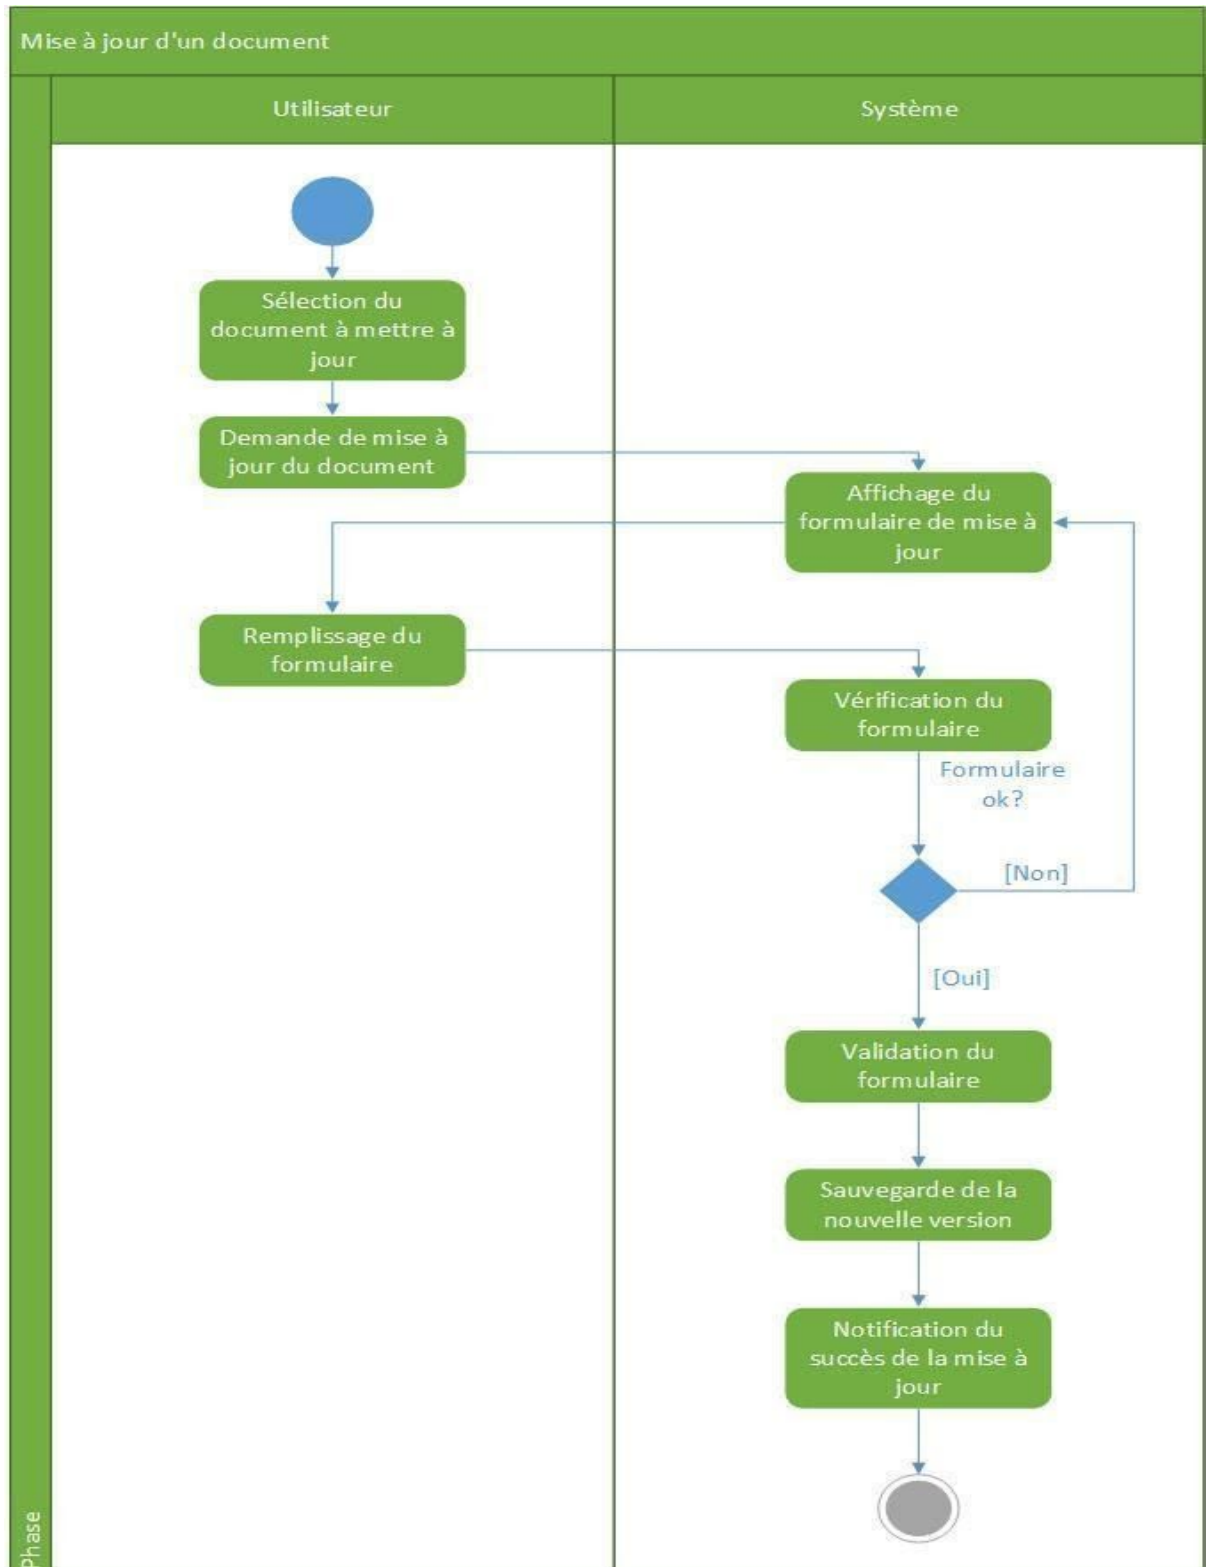 Mise à jour d'un document
Utilisateur
Système
Sélection du
document à mettre à
jour
Demande de mise à
jour du document
Affichage du
formulaire de mise à
jour
Remplissage du
formulaire
Vérification du
formulaire
Formulaire
ok?
[Non]
[Oui]
Validation du
formulaire
Sauvegarde de la
nouvelle version
Notification du
succès de la mise à
jour
Phase